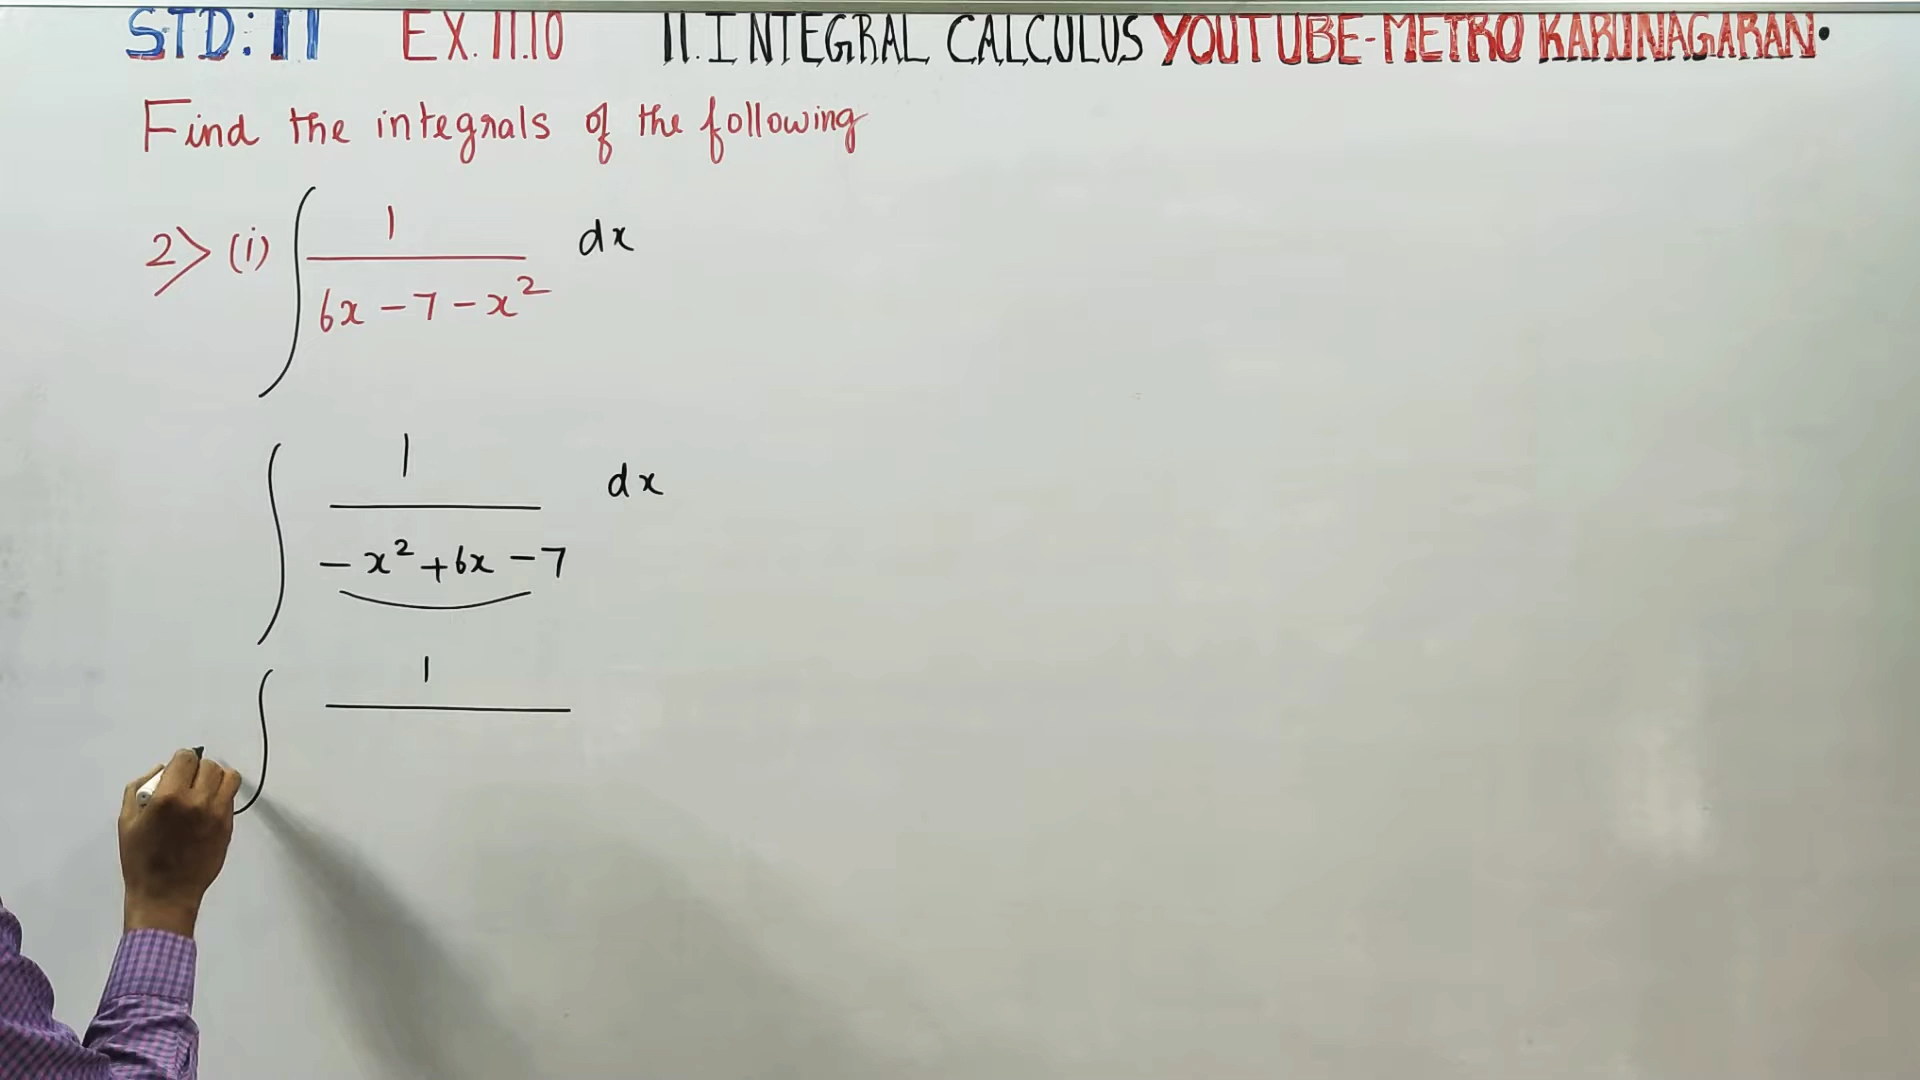 STD: 11 EX. 11.10 11. INTEGRAL CALCULUS YOUTUBE-METRO KARUNAGARAN.
Find the integrals of the following
2> (i) ∫ 1 / (6x - 7 - x²) dx
∫ 1 / (- x² + 6x - 7) dx
∫ 1 /